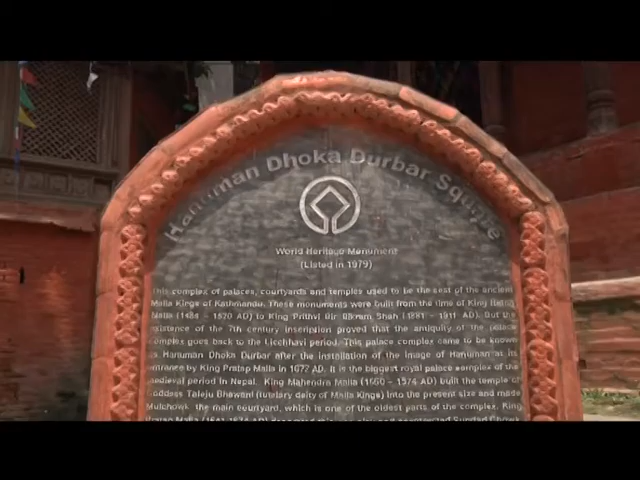 Hanuman Dhoka Durbar Square
World Heritage Monument
(Listed in 1979)
This complex of palaces, courtyards and temples used to be the seat of the ancient
Malla Kings of Kathmandu. These monuments were built from the time of King Ratna
Malla (1484 - 1520 AD) to King Prithvi Bir Bikram Shah (1881 - 1911 AD). But the
existence of the 7th century inscription proved that the antiquity of the palace
complex goes back to the Licchhavi period. This palace complex came to be known
as Hanuman Dhoka Durbar after the installation of the image of Hanuman at its
entrance by King Pratap Malla in 1672 AD. It is the biggest royal palace complex of the
medieval period in Nepal. King Mahendra Malla (1560 - 1574 AD) built the temple of
Goddess Taleju Bhawani (tutelary deity of Malla Kings) into the present size and made
Mulchowk, the main courtyard, which is one of the oldest parts of the complex. King
Pratap Malla (1641-1674 AD)